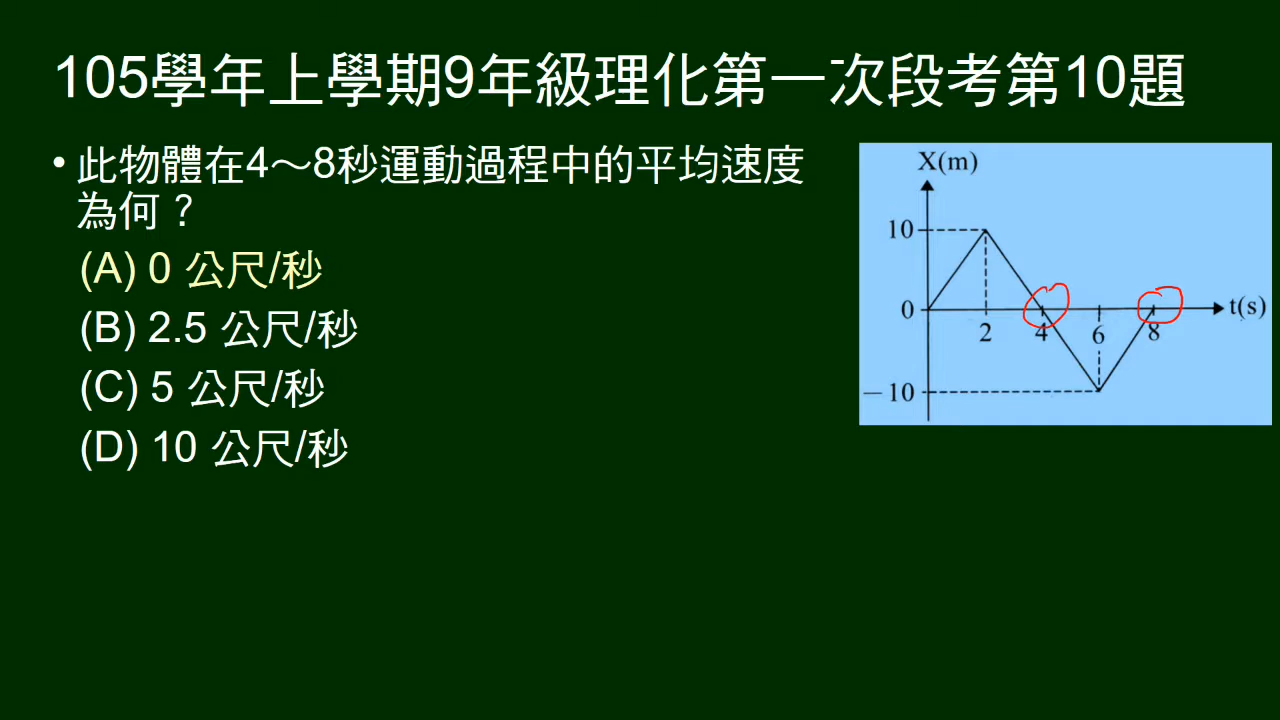 105學年上學期9年級理化第一次段考第10題
• 此物體在4～8秒運動過程中的平均速度
為何？
(A) 0 公尺/秒
(B) 2.5 公尺/秒
(C) 5 公尺/秒
(D) 10 公尺/秒
X(m)
10
0
2
4
6
8
t(s)
－10